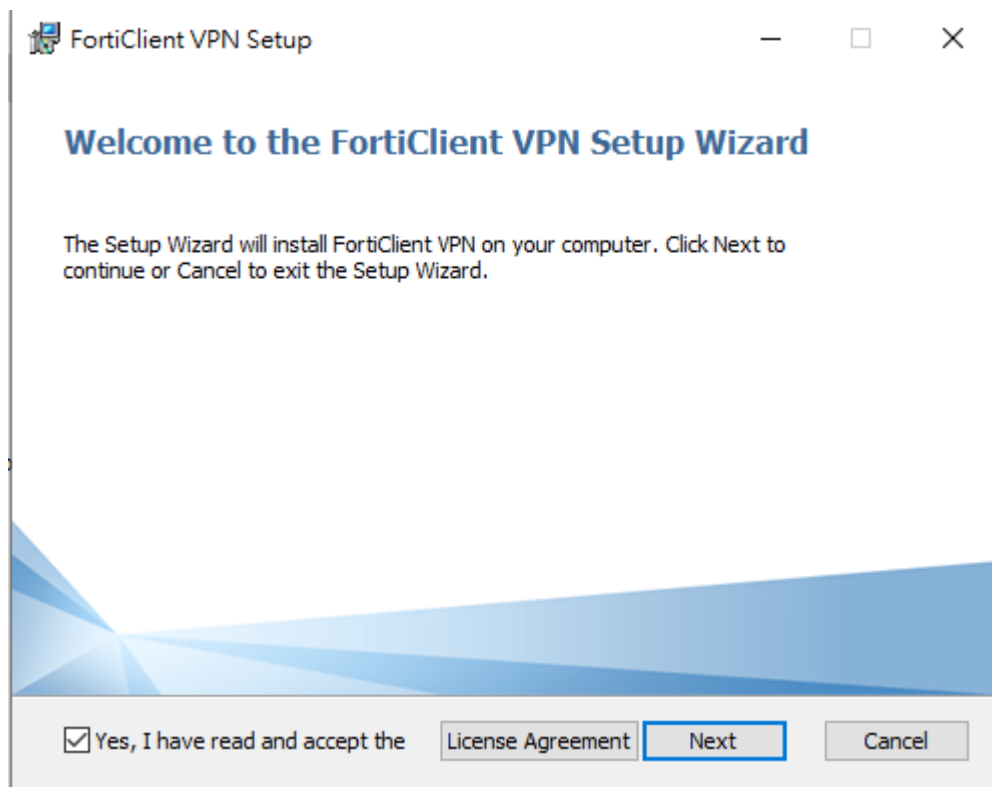 FortiClient VPN Setup
Welcome to the FortiClient VPN Setup Wizard
The Setup Wizard will install FortiClient VPN on your computer. Click Next to
continue or Cancel to exit the Setup Wizard.
Yes, I have read and accept the License Agreement Next Cancel